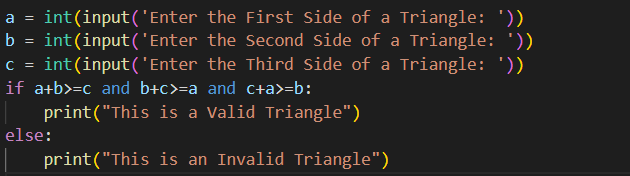 a = int(input('Enter the First Side of a Triangle: '))
b = int(input('Enter the Second Side of a Triangle: '))
c = int(input('Enter the Third Side of a Triangle: '))
if a+b>=c and b+c>=a and c+a>=b:
    print("This is a Valid Triangle")
else:
    print("This is an Invalid Triangle")